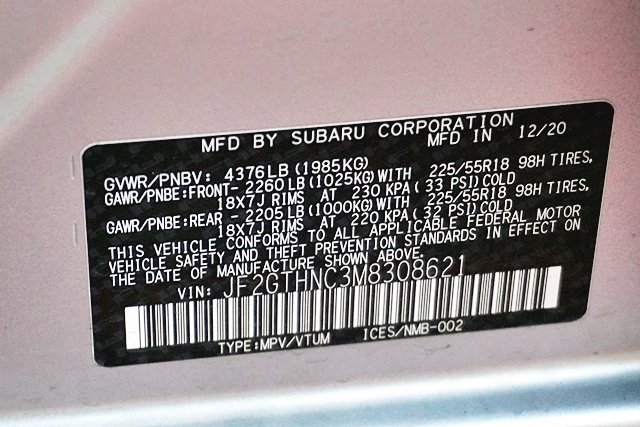 MFD BY SUBARU CORPORATION
MFD IN 12/20
GVWR/PNBV: 4376LB(1985KG)
GAWR/PNBE:FRONT- 2260LB(1025KG)WITH 225/55R18 98H TIRES,
18X7J RIMS AT 230 KPA(33 PSI)COLD
GAWR/PNBE:REAR - 2205LB(1000KG)WITH 225/55R18 98H TIRES,
18X7J RIMS AT 220 KPA(32 PSI)COLD
THIS VEHICLE CONFORMS TO ALL APPLICABLE FEDERAL MOTOR
VEHICLE SAFETY AND THEFT PREVENTION STANDARDS IN EFFECT ON
THE DATE OF MANUFACTURE SHOWN ABOVE.
VIN: JF2GTHNC3M8308621
TYPE:MPV/VTUM ICES/NMB-002